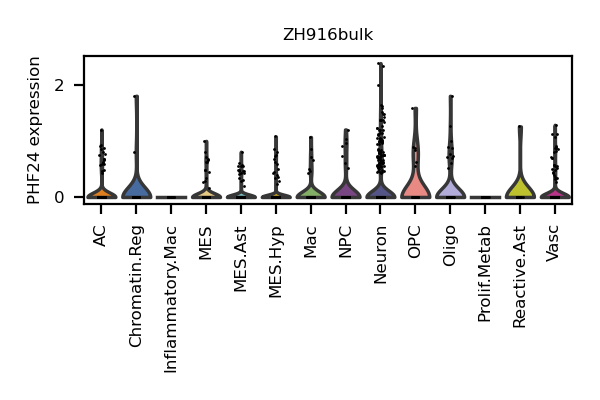 ZH916bulk
PHF24 expression
2
0
AC
Chromatin.Reg
Inflammatory.Mac
MES
MES.Ast
MES.Hyp
Mac
NPC
Neuron
OPC
Oligo
Prolif.Metab
Reactive.Ast
Vasc